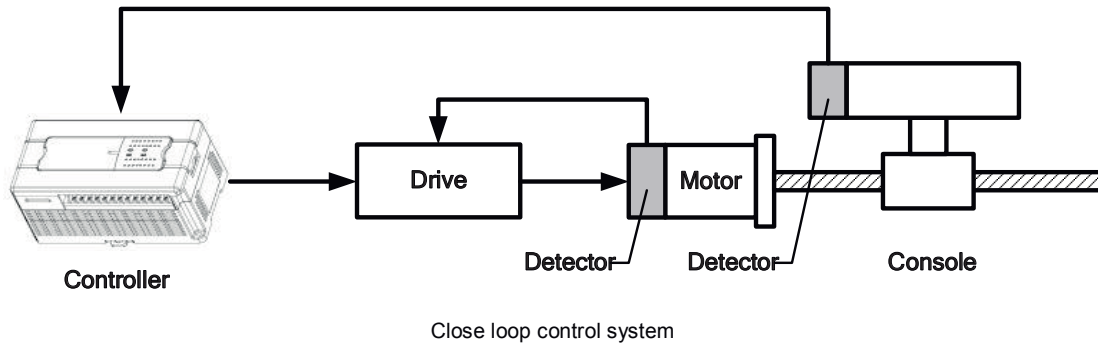 Drive
Motor
Detector
Detector
Console
Controller
Close loop control system